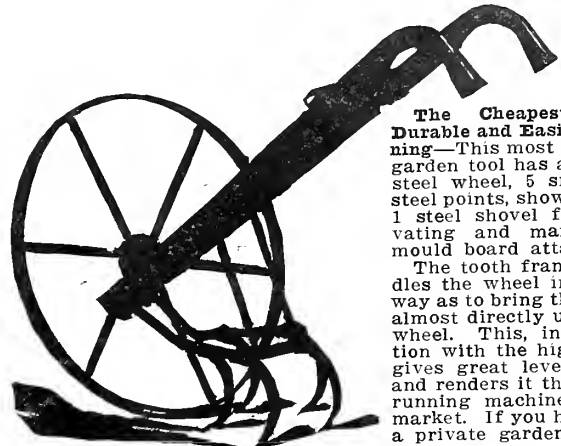 The Cheapest
Durable and Easi
ning—This most
garden tool has a
steel wheel, 5 s
steel points, show
1 steel shovel f
vating and ma
mould board atta
The tooth fran
dles the wheel in
way as to bring th
almost directly u
wheel. This, in
tion with the hig
gives great leve
and renders it th
running machine
market. If you h
a private garden